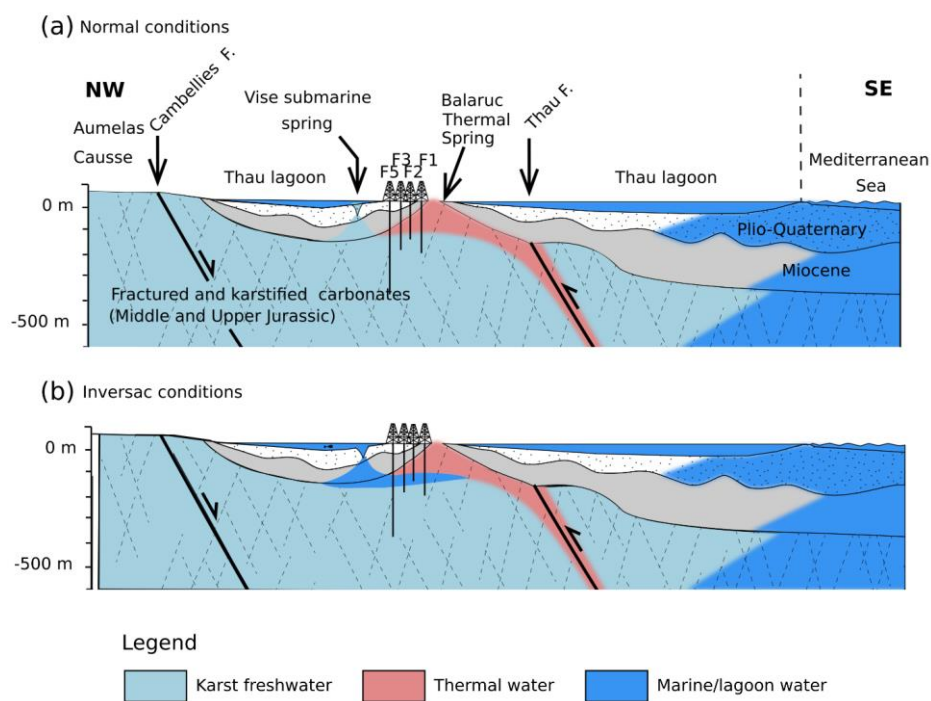 (a) Normal conditions
NW
Cambellies F.
Aumelas
Causse
Vise submarine
spring
Balaruc
Thermal
Spring
Thau F.
SE
Mediterranean
Sea
Thau lagoon
F5
F3
F2
F1
Thau lagoon
0 m
Plio-Quaternary
Miocene
Fractured and karstified carbonates
(Middle and Upper Jurassic)
-500 m
(b) Inversac conditions
0 m
-500 m
Legend
Karst freshwater
Thermal water
Marine/lagoon water